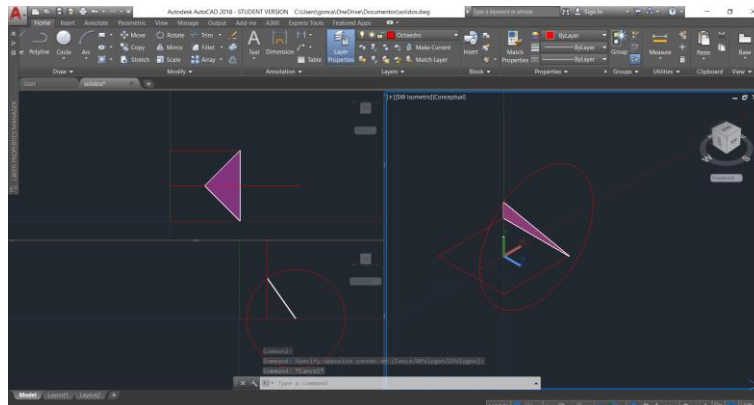 Autodesk AutoCAD 2018 - STUDENT VERSION C:\Users\gonca\OneDrive\Documentos\solidos.dwg
Type a keyword or phrase
Sign In
Home Insert Annotate Parametric View Manage Output Add-ins A360 Express Tools Featured Apps
Polyline Circle Arc
Move Rotate Trim
Copy Mirror Fillet
Stretch Scale Array
Text Dimension
Table
Layer Properties
Octaedro
Make Current
Match Layer
Insert
Match Properties
ByLayer
ByLayer
ByLayer
Group
Measure
Paste
Base
Draw Modify Annotation Layers Block Properties Groups Utilities Clipboard View
Start solidos*
LAYER PROPERTIES MANAGER
[SW Isometric][Conceptual]
Command:
Command: Specify opposite corner or [Fence/WPolygon/CPolygon]:
Command: *Cancel*
Type a command
Model Layout1 Layout2 +